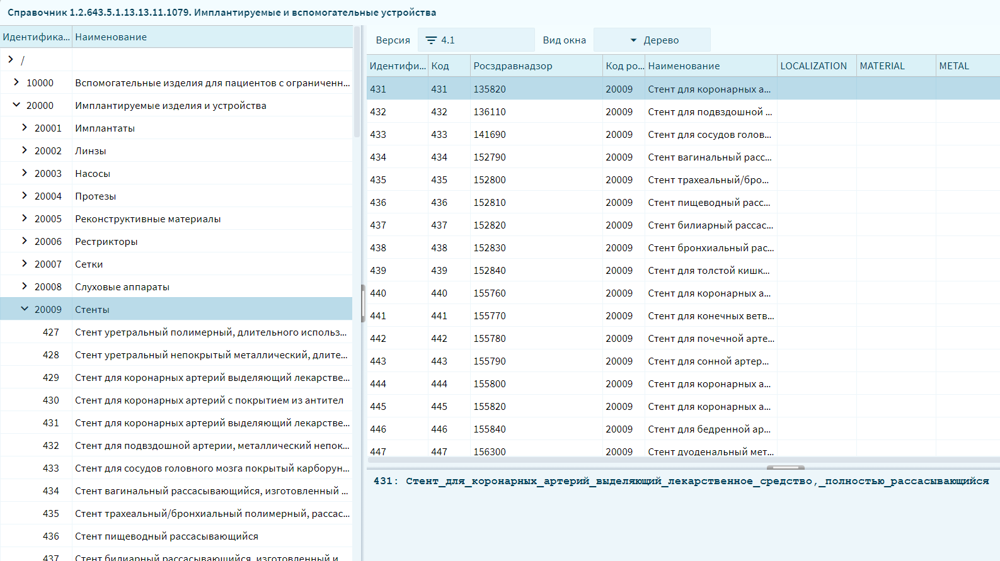 Справочник 1.2.643.5.1.13.13.11.1079. Имплантируемые и вспомогательные устройства
Идентифика... Наименование
/
10000 Вспомогательные изделия для пациентов с ограниченн...
20000 Имплантируемые изделия и устройства
20001 Имплантаты
20002 Линзы
20003 Насосы
20004 Протезы
20005 Реконструктивные материалы
20006 Рестрикторы
20007 Сетки
20008 Слуховые аппараты
20009 Стенты
427 Стент уретральный полимерный, длительного использ...
428 Стент уретральный непокрытый металлический, длите...
429 Стент для коронарных артерий выделяющий лекарстве...
430 Стент для коронарных артерий с покрытием из антител
431 Стент для коронарных артерий выделяющий лекарстве...
432 Стент для подвздошной артерии, металлический непок...
433 Стент для сосудов головного мозга покрытый карборун...
434 Стент вагинальный рассасывающийся, изготовленный ...
435 Стент трахеальный/бронхиальный полимерный, рассас...
436 Стент пищеводный рассасывающийся
437 Стент билиарный рассасывающийся, изготовленный и
Версия 4.1 Вид окна Дерево
Идентифи... Код Росздравнадзор Код ро... Наименование LOCALIZATION MATERIAL METAL
431 431 135820 20009 Стент для коронарных а...
432 432 136110 20009 Стент для подвздошной ...
433 433 141690 20009 Стент для сосудов голов...
434 434 152790 20009 Стент вагинальный расс...
435 435 152800 20009 Стент трахеальный/бро...
436 436 152810 20009 Стент пищеводный расс...
437 437 152820 20009 Стент билиарный рассас...
438 438 152830 20009 Стент бронхиальный рас...
439 439 152840 20009 Стент для толстой кишк...
440 440 155760 20009 Стент для коронарных а...
441 441 155770 20009 Стент для конечных ветв...
442 442 155780 20009 Стент для почечной арте...
443 443 155790 20009 Стент для сонной артер...
444 444 155800 20009 Стент для коронарных а...
445 445 155820 20009 Стент для коронарных а...
446 446 155840 20009 Стент для бедренной ар...
447 447 156300 20009 Стент дуоденальный мет...
431: Стент_для_коронарных_артерий_выделяющий_лекарственное_средство,_полностью_рассасывающийся